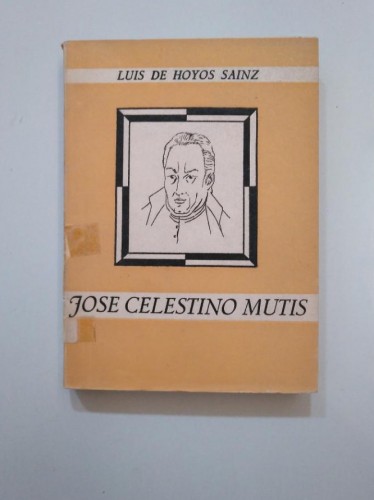 LUIS DE HOYOS SAINZ
JOSE CELESTINO MUTIS